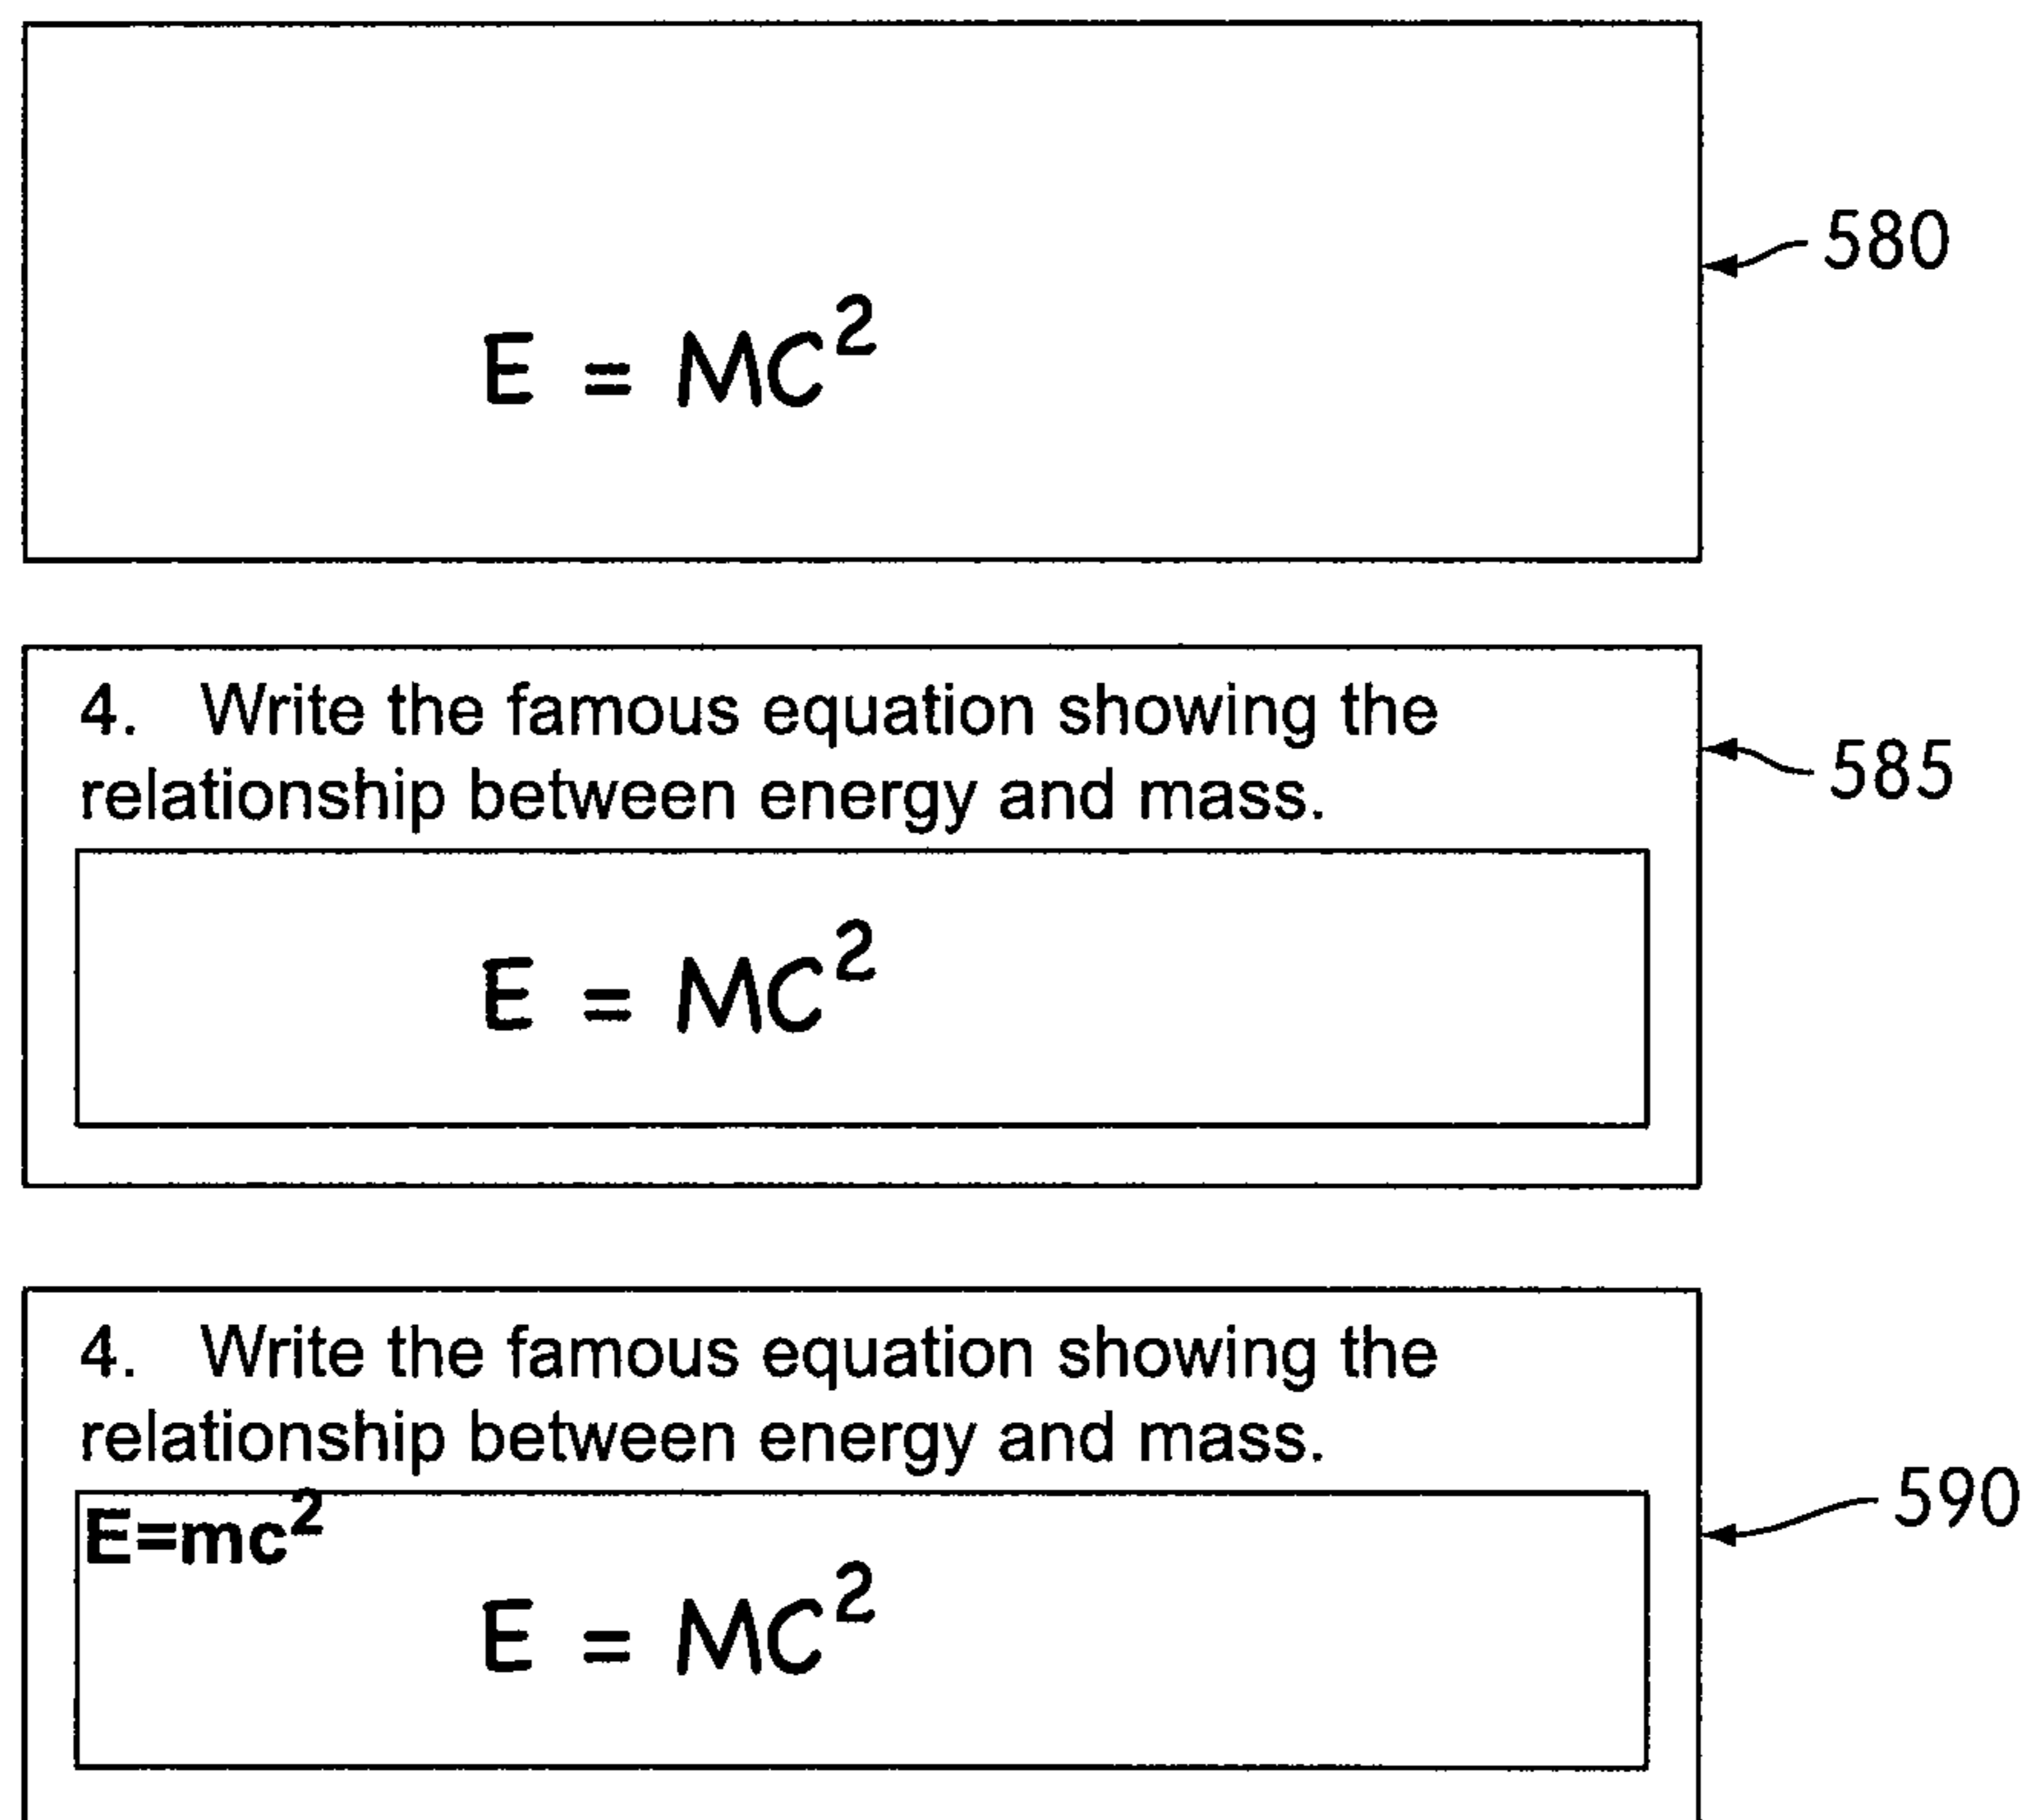 E = MC²
580
4. Write the famous equation showing the
relationship between energy and mass.
585
E = MC²
4. Write the famous equation showing the
relationship between energy and mass.
590
E=mc²
E = MC²